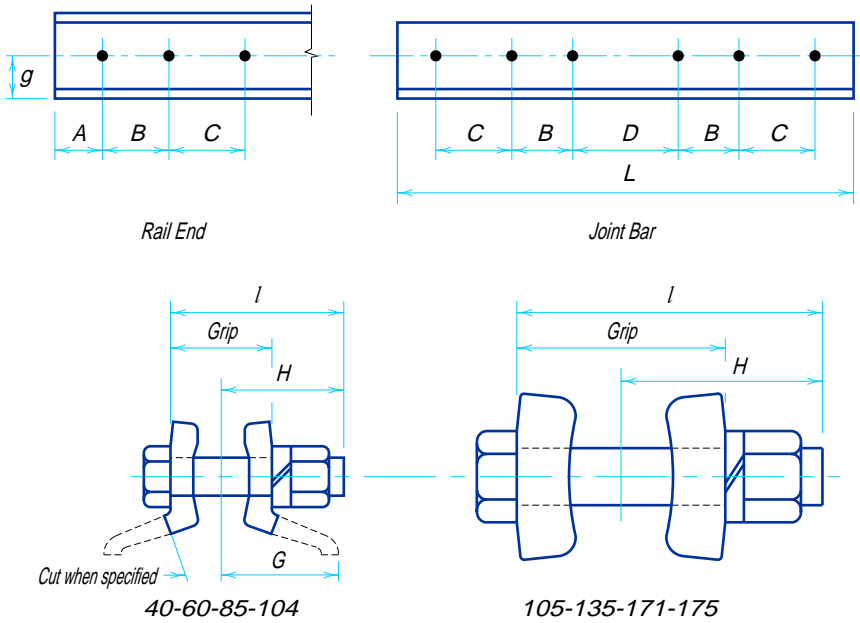 g
A B C
C B D B C
L
Rail End
Joint Bar
l
Grip
H
l
Grip
H
G
Cut when specified
40-60-85-104
105-135-171-175